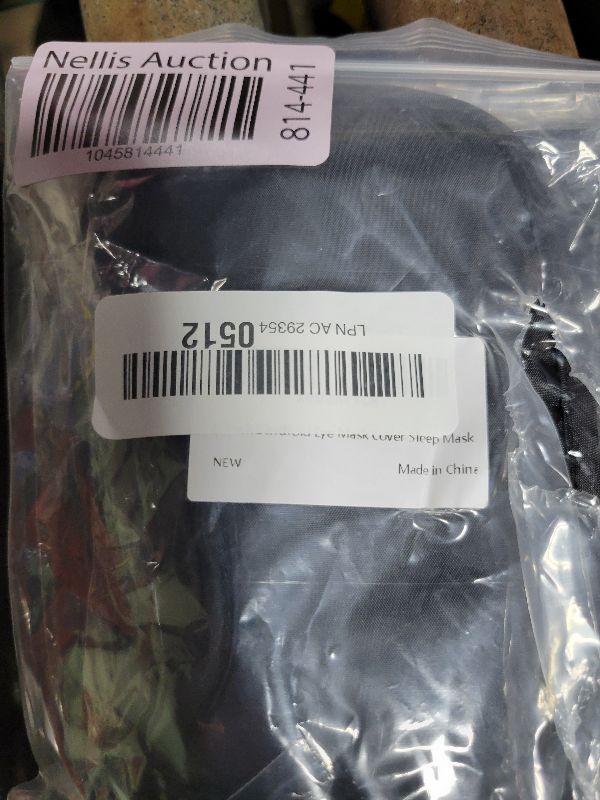 Nellis Auction
1045814441
814-441
LPN AC 29354 0512
Eye Mask Cover Sleep Mask
NEW
Made in China